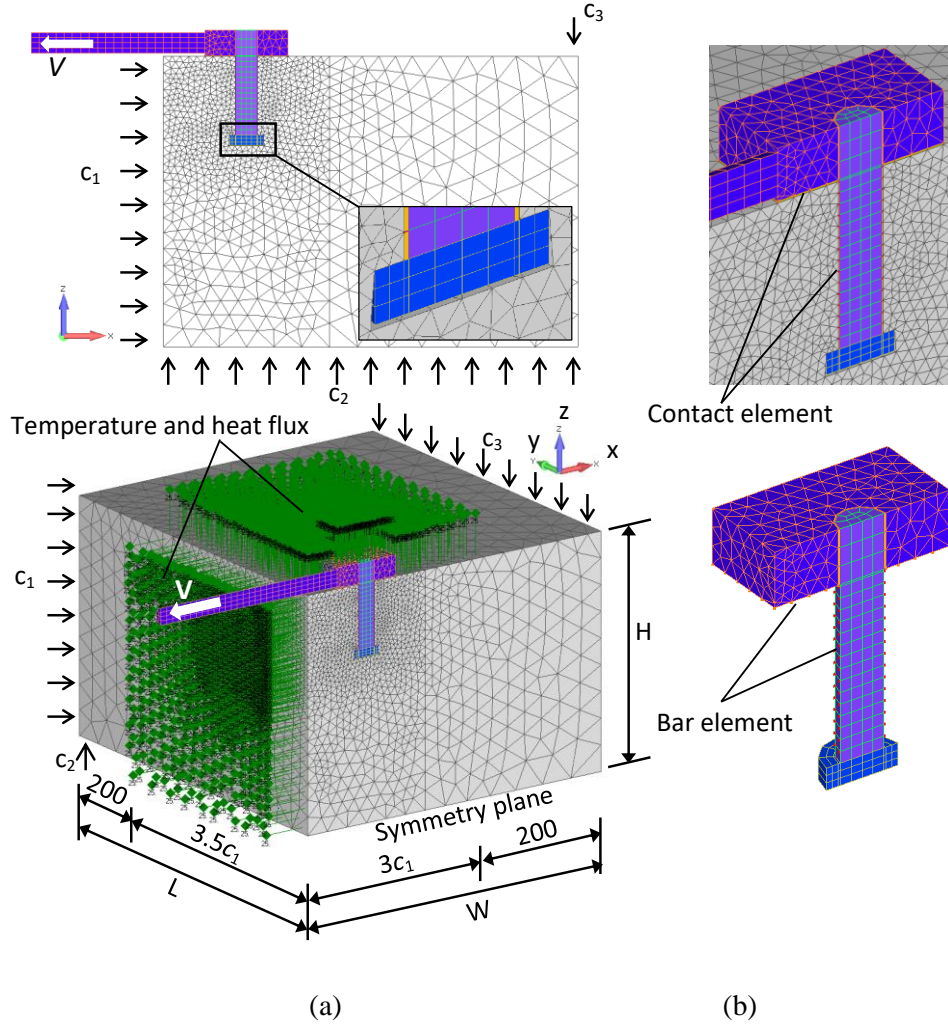 c3
V
c1
z
x
c2
Contact element
Temperature and heat flux
z
y
x
c3
c1
V
H
Bar element
c2
200
3.5c1
L
Symmetry plane
3c1
200
W
(a)
(b)